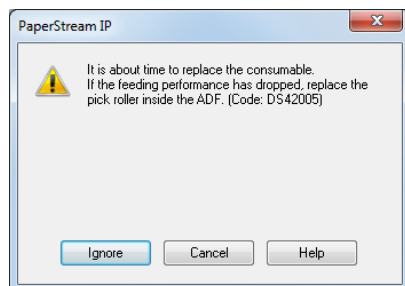 PaperStream IP
It is about time to replace the consumable.
If the feeding performance has dropped, replace the
pick roller inside the ADF. (Code: DS42005)
Ignore
Cancel
Help